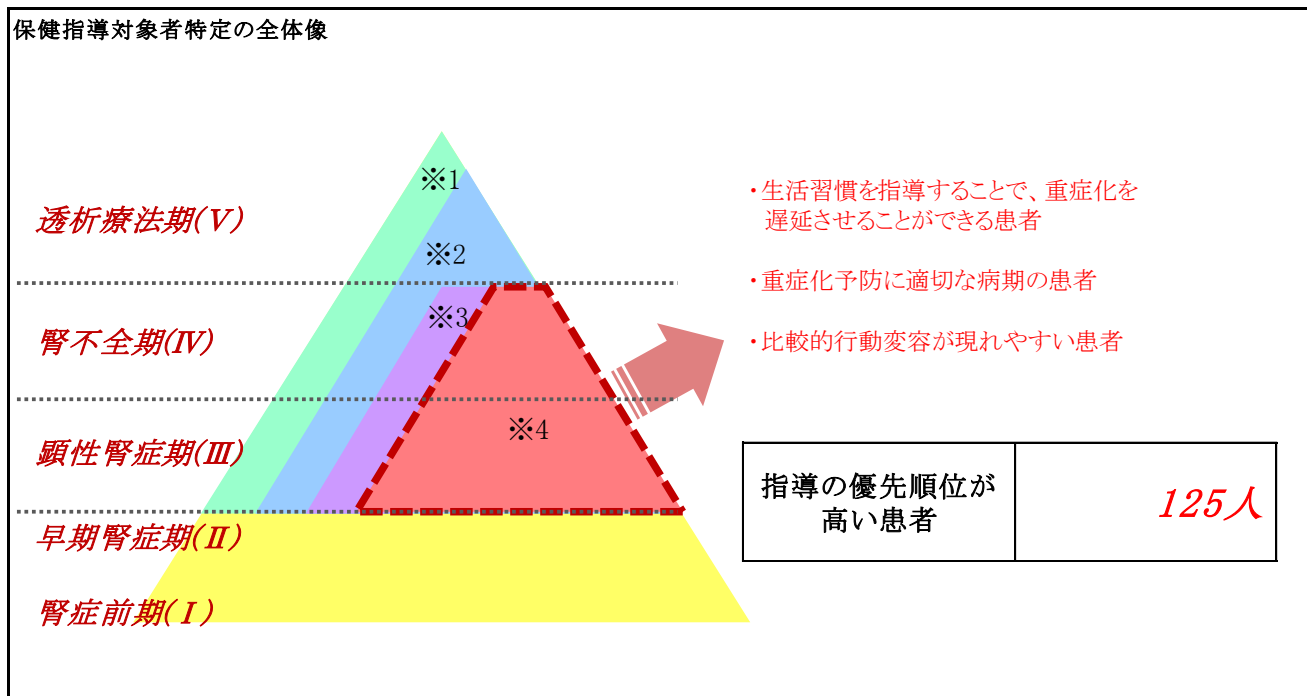 保健指導対象者特定の全体像
※1
※2
※3
※4
透析療法期(Ⅴ)
腎不全期(Ⅳ)
顕性腎症期(Ⅲ)
早期腎症期(Ⅱ)
腎症前期(Ⅰ)
・生活習慣を指導することで、重症化を
遅延させることができる患者
・重症化予防に適切な病期の患者
・比較的行動変容が現れやすい患者
指導の優先順位が
高い患者
125人